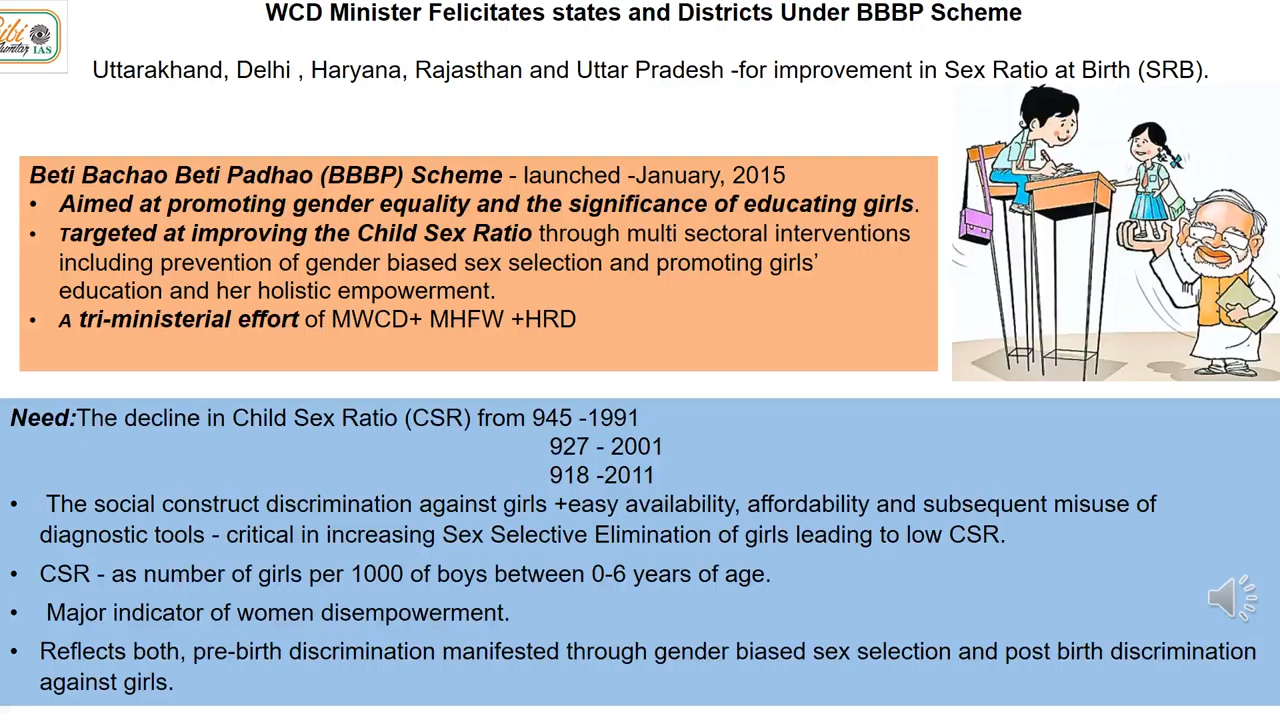 WCD Minister Felicitates states and Districts Under BBBP Scheme
IAS
Uttarakhand, Delhi , Haryana, Rajasthan and Uttar Pradesh -for improvement in Sex Ratio at Birth (SRB).
Beti Bachao Beti Padhao (BBBP) Scheme - launched -January, 2015
• Aimed at promoting gender equality and the significance of educating girls.
• Targeted at improving the Child Sex Ratio through multi sectoral interventions
including prevention of gender biased sex selection and promoting girls'
education and her holistic empowerment.
• A tri-ministerial effort of MWCD+ MHFW +HRD
Need:The decline in Child Sex Ratio (CSR) from 945 -1991
927 - 2001
918 -2011
• The social construct discrimination against girls +easy availability, affordability and subsequent misuse of
diagnostic tools - critical in increasing Sex Selective Elimination of girls leading to low CSR.
• CSR - as number of girls per 1000 of boys between 0-6 years of age.
• Major indicator of women disempowerment.
• Reflects both, pre-birth discrimination manifested through gender biased sex selection and post birth discrimination
against girls.